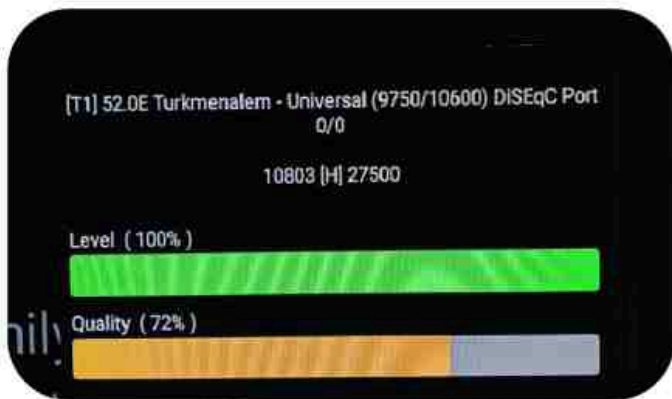 [T1] 52.0E Turkmenalem - Universal (9750/10600) DiSEqC Port
0/0
10803 [H] 27500
Level ( 100% )
Quality ( 72% )